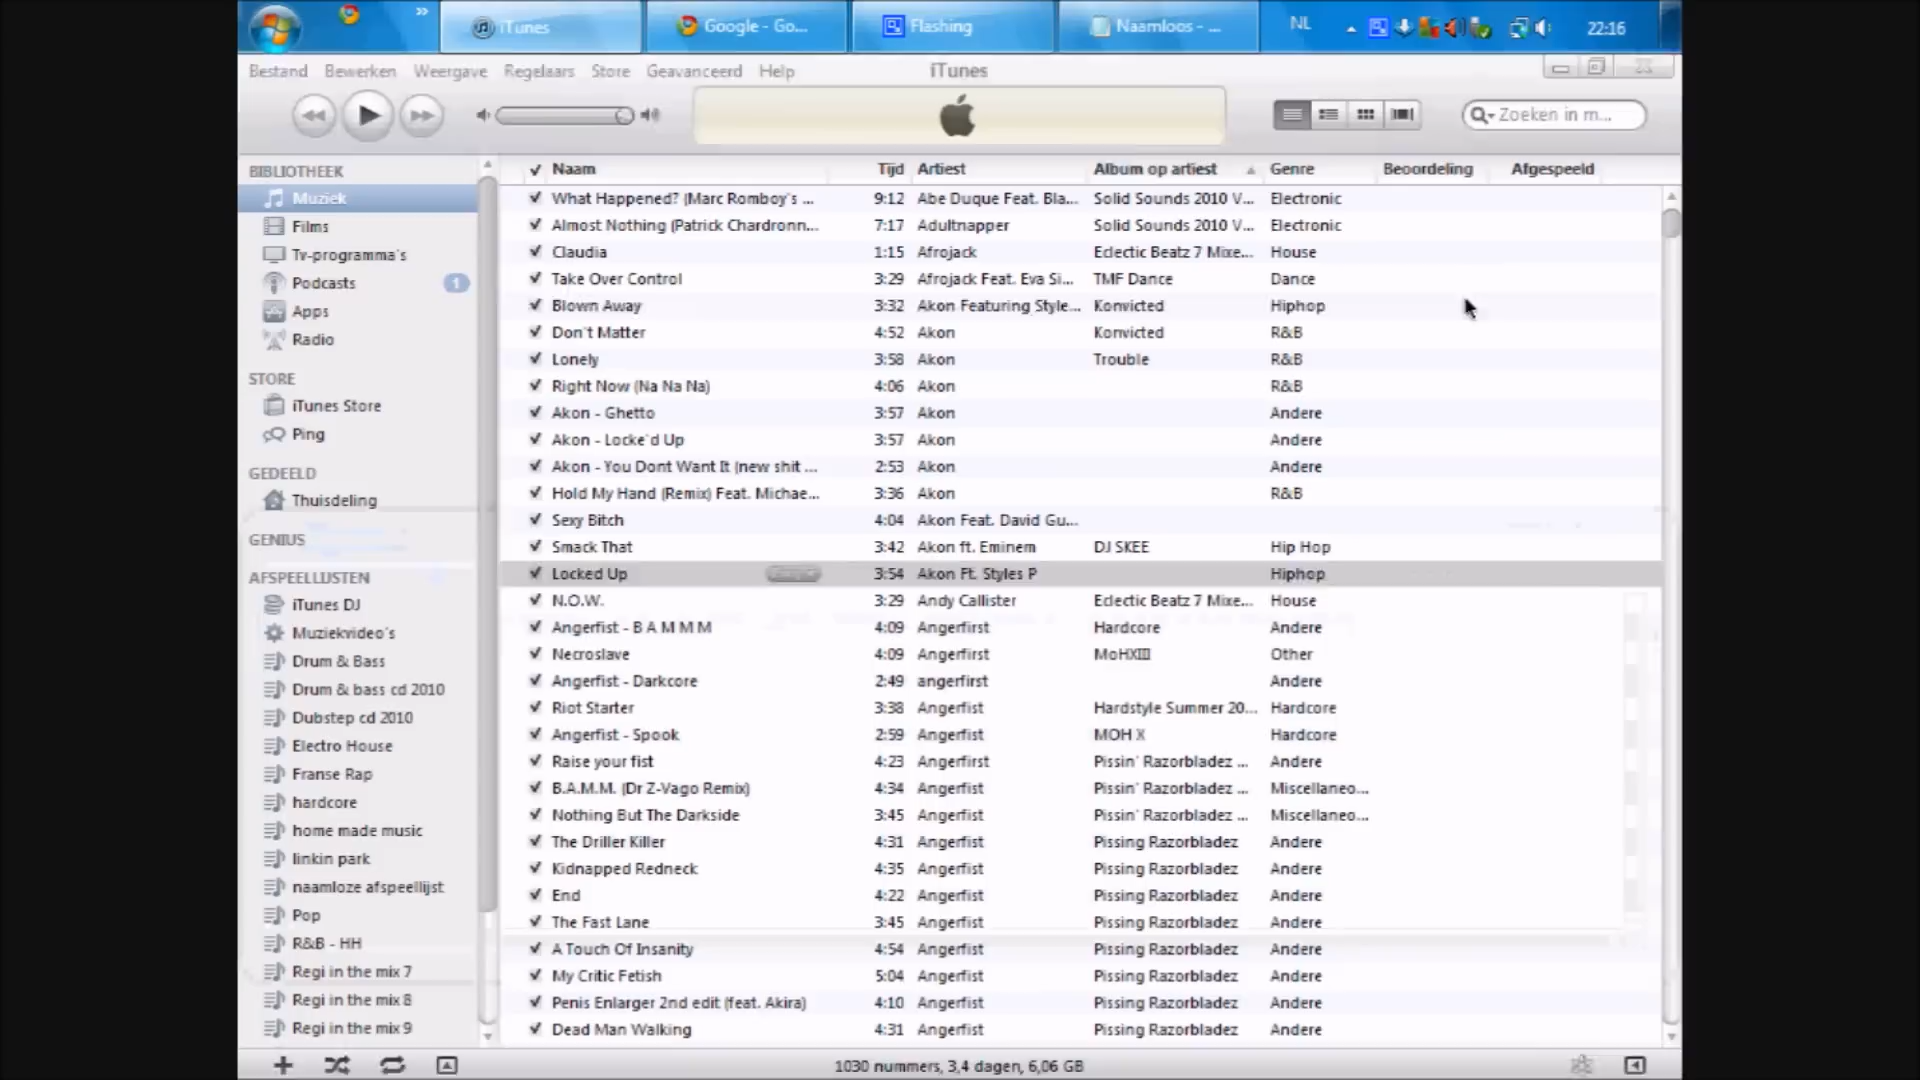 iTunes
Google - Go...
Flashing
Naamloos - ...
NL
22:16
Bestand Bewerken Weergave Regelaars Store Geavanceerd Help
iTunes
Zoeken in m...
BIBLIOTHEEK
Muziek
Films
Tv-programma's
Podcasts 1
Apps
Radio
STORE
iTunes Store
Ping
GEDEELD
Thuisdeling
GENIUS
AFSPEELLIJSTEN
iTunes DJ
Muziekvideo's
Drum & Bass
Drum & bass cd 2010
Dubstep cd 2010
Electro House
Franse Rap
hardcore
home made music
linkin park
naamloze afspeellijst
Pop
R&B - HH
Regi in the mix 7
Regi in the mix 8
Regi in the mix 9
Naam Tijd Artiest Album op artiest Genre Beoordeling Afgespeeld
What Happened? (Marc Romboy's ... 9:12 Abe Duque Feat. Bla... Solid Sounds 2010 V... Electronic
Almost Nothing (Patrick Chardronn... 7:17 Adultnapper Solid Sounds 2010 V... Electronic
Claudia 1:15 Afrojack Eclectic Beatz 7 Mixe... House
Take Over Control 3:29 Afrojack Feat. Eva Si... TMF Dance Dance
Blown Away 3:32 Akon Featuring Style... Konvicted Hiphop
Don't Matter 4:52 Akon Konvicted R&B
Lonely 3:58 Akon Trouble R&B
Right Now (Na Na Na) 4:06 Akon R&B
Akon - Ghetto 3:57 Akon Andere
Akon - Locke'd Up 3:57 Akon Andere
Akon - You Dont Want It (new shit ... 2:53 Akon Andere
Hold My Hand (Remix) Feat. Michae... 3:36 Akon R&B
Sexy Bitch 4:04 Akon Feat. David Gu...
Smack That 3:42 Akon ft. Eminem DJ SKEE Hip Hop
Locked Up 3:54 Akon Ft. Styles P Hiphop
N.O.W. 3:29 Andy Callister Eclectic Beatz 7 Mixe... House
Angerfist - B A M M M 4:09 Angerfirst Hardcore Andere
Necroslave 4:09 Angerfirst MoHXIII Other
Angerfist - Darkcore 2:49 angerfirst Andere
Riot Starter 3:38 Angerfist Hardstyle Summer 20... Hardcore
Angerfist - Spook 2:59 Angerfist MOH X Hardcore
Raise your fist 4:23 Angerfirst Pissin' Razorbladez ... Andere
B.A.M.M. (Dr Z-Vago Remix) 4:34 Angerfist Pissin' Razorbladez ... Miscellaneo...
Nothing But The Darkside 3:45 Angerfist Pissin' Razorbladez ... Miscellaneo...
The Driller Killer 4:31 Angerfist Pissing Razorbladez Andere
Kidnapped Redneck 4:35 Angerfist Pissing Razorbladez Andere
End 4:22 Angerfist Pissing Razorbladez Andere
The Fast Lane 3:45 Angerfist Pissing Razorbladez Andere
A Touch Of Insanity 4:54 Angerfist Pissing Razorbladez Andere
My Critic Fetish 5:04 Angerfist Pissing Razorbladez Andere
Penis Enlarger 2nd edit (feat. Akira) 4:10 Angerfist Pissing Razorbladez Andere
Dead Man Walking 4:31 Angerfist Pissing Razorbladez Andere
1030 nummers, 3,4 dagen, 6,06 GB